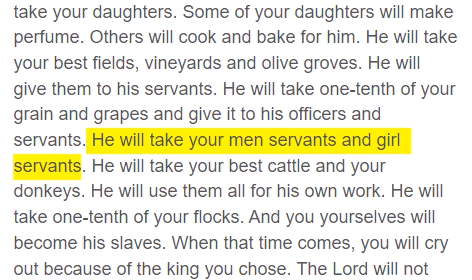 take your daughters. Some of your daughters will make
perfume. Others will cook and bake for him. He will take
your best fields, vineyards and olive groves. He will
give them to his servants. He will take one-tenth of your
grain and grapes and give it to his officers and
servants. He will take your men servants and girl
servants. He will take your best cattle and your
donkeys. He will use them all for his own work. He will
take one-tenth of your flocks. And you yourselves will
become his slaves. When that time comes, you will cry
out because of the king you chose. The Lord will not